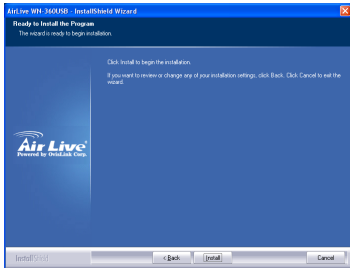 AirLive WN-360USB - InstallShield Wizard
Ready to Install the Program
The wizard is ready to begin installation.
Click Install to begin the installation.
If you want to review or change any of your installation settings, click Back. Click Cancel to exit the
wizard.
Air Live
Powered by OvisLink Corp.
InstallShield
< Back
Install
Cancel